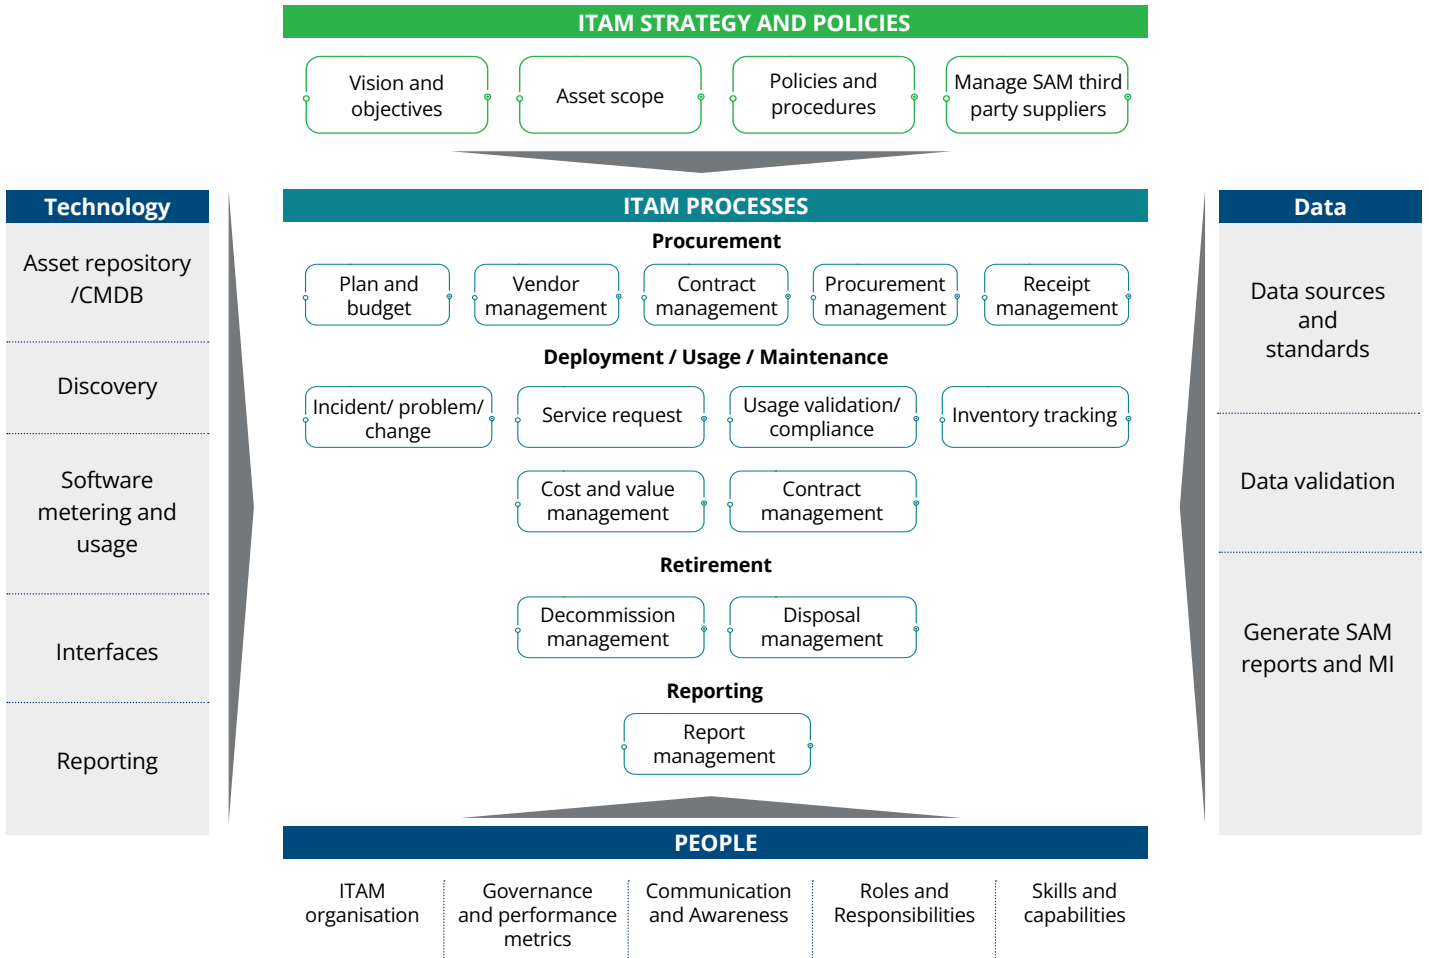 ITAM STRATEGY AND POLICIES
Vision and
objectives
Asset scope
Policies and
procedures
Manage SAM third
party suppliers
Technology
Asset repository
/CMDB
Discovery
Software
metering and
usage
Interfaces
Reporting
ITAM PROCESSES
Procurement
Plan and
budget
Vendor
management
Contract
management
Procurement
management
Receipt
management
Deployment / Usage / Maintenance
Incident/ problem/
change
Service request
Usage validation/
compliance
Inventory tracking
Cost and value
management
Contract
management
Retirement
Decommission
management
Disposal
management
Reporting
Report
management
Data
Data sources
and
standards
Data validation
Generate SAM
reports and MI
PEOPLE
ITAM
organisation
Governance
and performance
metrics
Communication
and Awareness
Roles and
Responsibilities
Skills and
capabilities